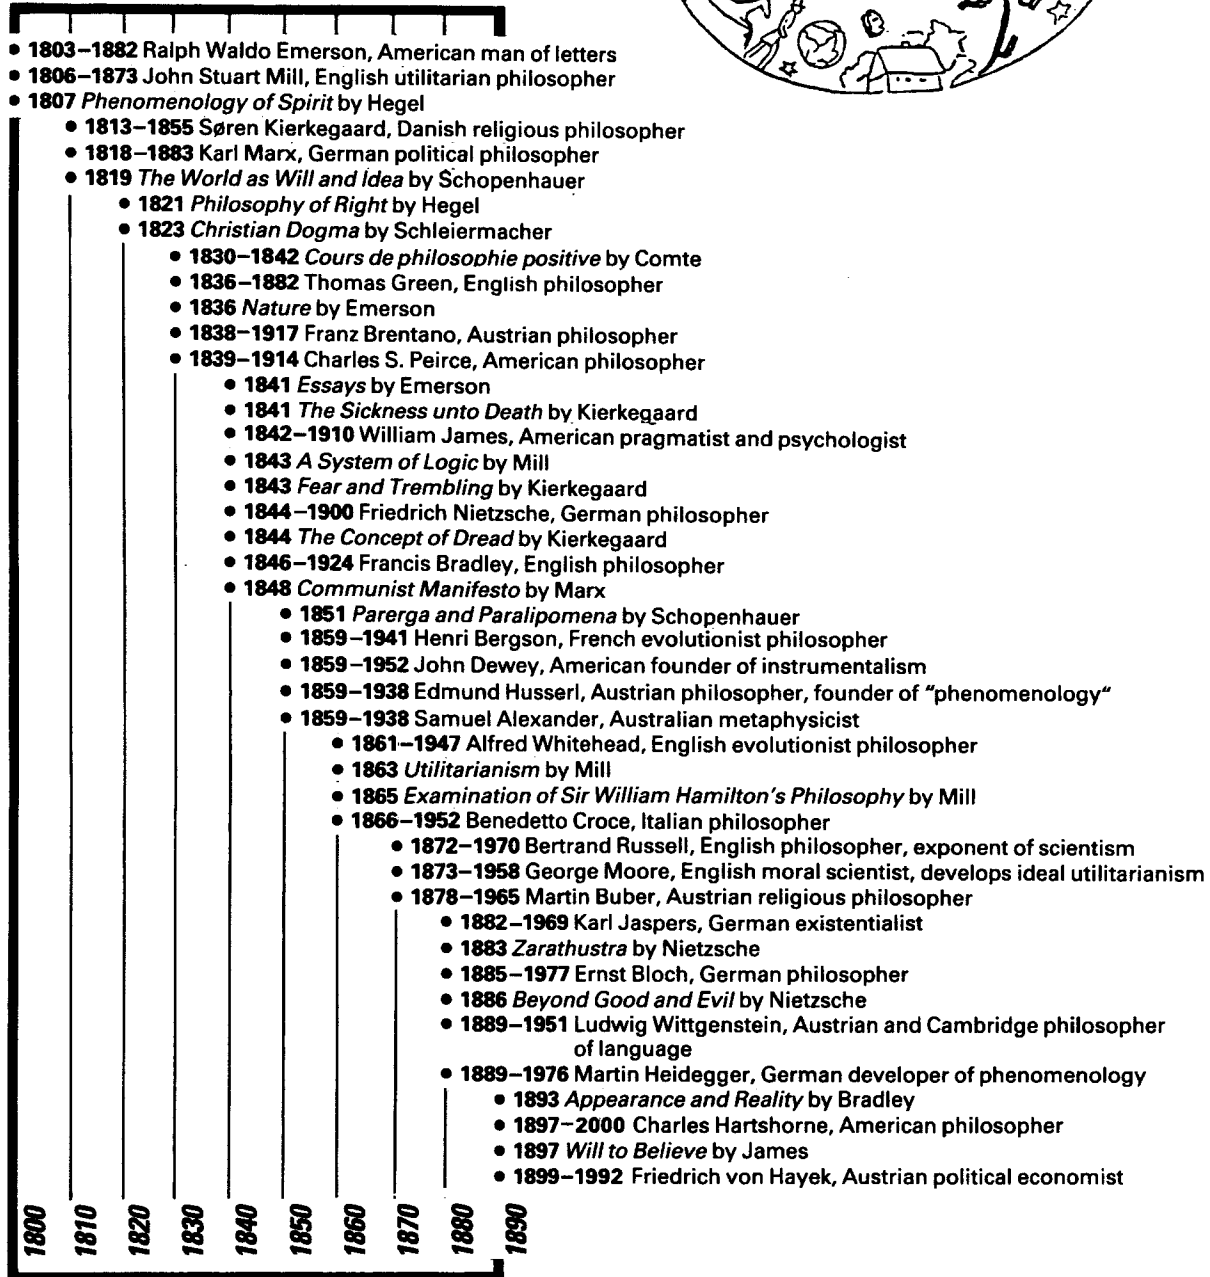 • 1803–1882 Ralph Waldo Emerson, American man of letters
• 1806–1873 John Stuart Mill, English utilitarian philosopher
• 1807 Phenomenology of Spirit by Hegel
• 1813–1855 Søren Kierkegaard, Danish religious philosopher
• 1818–1883 Karl Marx, German political philosopher
• 1819 The World as Will and Idea by Schopenhauer
• 1821 Philosophy of Right by Hegel
• 1823 Christian Dogma by Schleiermacher
• 1830–1842 Cours de philosophie positive by Comte
• 1836–1882 Thomas Green, English philosopher
• 1836 Nature by Emerson
• 1838–1917 Franz Brentano, Austrian philosopher
• 1839–1914 Charles S. Peirce, American philosopher
• 1841 Essays by Emerson
• 1841 The Sickness unto Death by Kierkegaard
• 1842–1910 William James, American pragmatist and psychologist
• 1843 A System of Logic by Mill
• 1843 Fear and Trembling by Kierkegaard
• 1844–1900 Friedrich Nietzsche, German philosopher
• 1844 The Concept of Dread by Kierkegaard
• 1846–1924 Francis Bradley, English philosopher
• 1848 Communist Manifesto by Marx
• 1851 Parerga and Paralipomena by Schopenhauer
• 1859–1941 Henri Bergson, French evolutionist philosopher
• 1859–1952 John Dewey, American founder of instrumentalism
• 1859–1938 Edmund Husserl, Austrian philosopher, founder of "phenomenology"
• 1859–1938 Samuel Alexander, Australian metaphysicist
• 1861–1947 Alfred Whitehead, English evolutionist philosopher
• 1863 Utilitarianism by Mill
• 1865 Examination of Sir William Hamilton's Philosophy by Mill
• 1866–1952 Benedetto Croce, Italian philosopher
• 1872–1970 Bertrand Russell, English philosopher, exponent of scientism
• 1873–1958 George Moore, English moral scientist, develops ideal utilitarianism
• 1878–1965 Martin Buber, Austrian religious philosopher
• 1882–1969 Karl Jaspers, German existentialist
• 1883 Zarathustra by Nietzsche
• 1885–1977 Ernst Bloch, German philosopher
• 1886 Beyond Good and Evil by Nietzsche
• 1889–1951 Ludwig Wittgenstein, Austrian and Cambridge philosopher
of language
• 1889–1976 Martin Heidegger, German developer of phenomenology
• 1893 Appearance and Reality by Bradley
• 1897–2000 Charles Hartshorne, American philosopher
• 1897 Will to Believe by James
• 1899–1992 Friedrich von Hayek, Austrian political economist
1800
1810
1820
1830
1840
1850
1860
1870
1880
1890